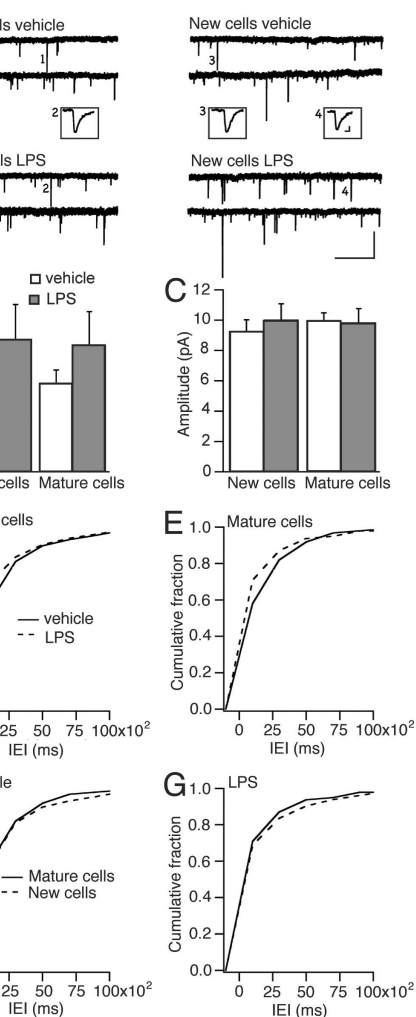 ls vehicle
New cells vehicle
1
3
2
3
4
ls LPS
New cells LPS
2
4
vehicle
LPS
C
Amplitude (pA)
12
10
8
6
4
2
0
cells Mature cells
New cells Mature cells
cells
E
Mature cells
Cumulative fraction
1.0
0.8
0.6
0.4
0.2
0.0
vehicle
LPS
25 50 75 100x10²
IEI (ms)
0 25 50 75 100x10²
IEI (ms)
le
G
LPS
Cumulative fraction
1.0
0.8
0.6
0.4
0.2
0.0
Mature cells
New cells
25 50 75 100x10²
IEI (ms)
0 25 50 75 100x10²
IEI (ms)